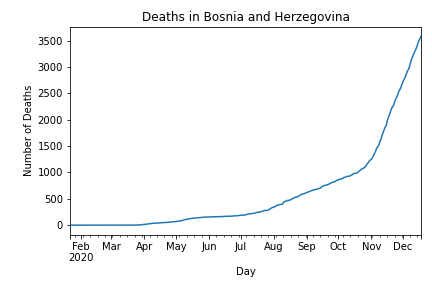 Deaths in Bosnia and Herzegovina
3500
3000
2500
2000
1500
1000
500
0
Number of Deaths
Feb Mar Apr May Jun Jul Aug Sep Oct Nov Dec
2020
Day